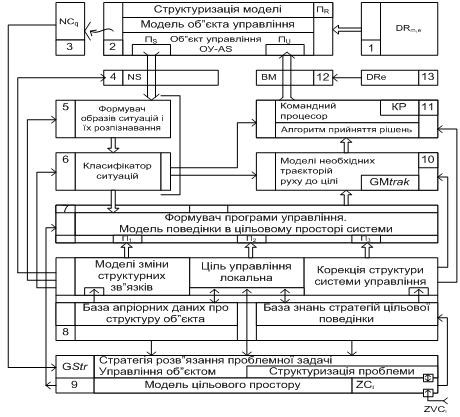 NCq
3
Структуризація моделі
ПR
Модель об"єкта управління
2
ПS
Об"єкт управління
ОУ-AS
ПU
DRm,e
1
4
NS
ВМ
12
DRe
13
5
Формувач
образів ситуацій і
їх розпізнавання
Командний
процесор
КР
11
Алгоритм прийняття рішень
6
Класифікатор
ситуацій
Моделі необхідних
траєкторій
руху до цілі
10
GMtrak
7
Формувач програми управління.
Модель поведінки в цільовому просторі системи
П1
П2
П3
Моделі зміни
структурних
зв"язків
Ціль управління
локальна
Корекція структури
системи управління
База апріорних даних про
структуру об"єкта
База знань стратегій цільової
поведінки
8
GStr
Стратегія розв"язання проблемної задачі
Управління об"єктом
Структуризація проблеми
9
Модель цільового простору
ZCi
ZVCi